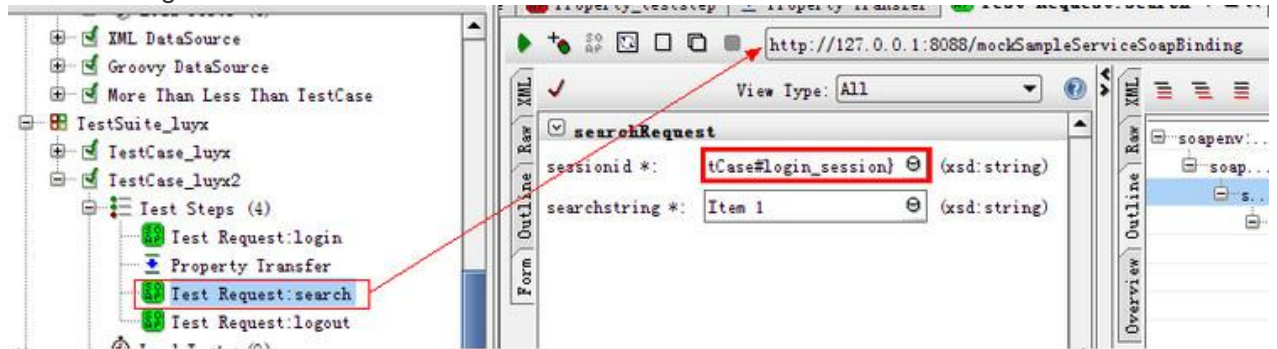 XML DataSource
Groovy DataSource
More Than Less Than TestCase
TestSuite_luyx
TestCase_luyx
TestCase_luyx2
Test Steps (4)
Test Request:login
Property Transfer
Test Request:search
Test Request:logout
Property_teststep
Property Transfer
http://127.0.0.1:8088/mockSampleServiceSoapBinding
View Type: All
searchRequest
sessionid *: tCase#login_session} (xsd:string)
searchstring *: Item 1 (xsd:string)
XML
Raw
Outline
Form
XML
Raw
Outline
Overview
soapenv:..
soap...
s..